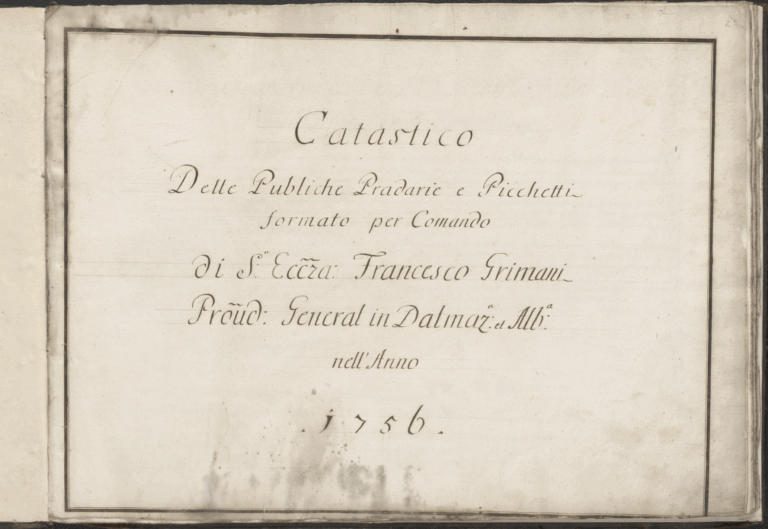 Catastico
Delle Publiche Pradarie e Picchetti
formato per Comando
di S.ª Ecc̃za: Francesco Grimani
Prõũd: General in Dalmaz:ª et Alb:ª
nell'Anno
.1756.